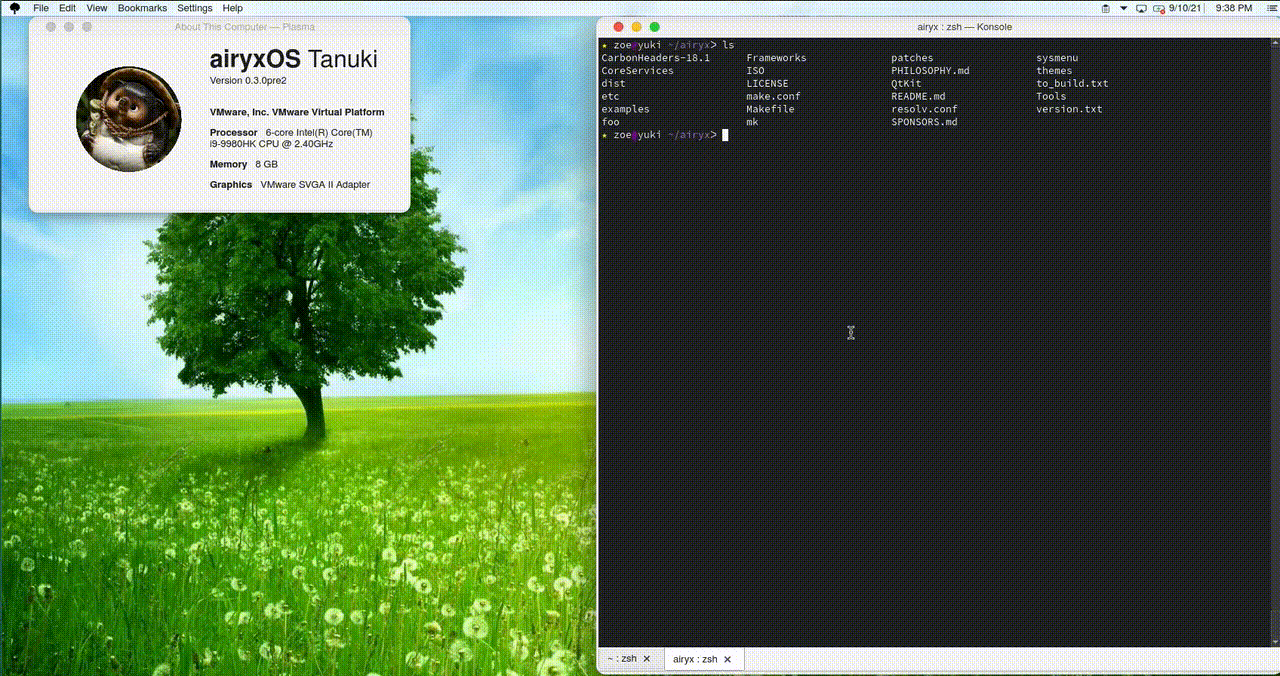 File Edit View Bookmarks Settings Help 9/10/21 9:38 PM
About This Computer — Plasma
airyxOS Tanuki
Version 0.3.0pre2
VMware, Inc. VMware Virtual Platform
Processor 6-core Intel(R) Core(TM)
i9-9980HK CPU @ 2.40GHz
Memory 8 GB
Graphics VMware SVGA II Adapter
airyx : zsh — Konsole
★ zoe@yuki ~/airyx> ls
CarbonHeaders-18.1 Frameworks patches sysmenu
CoreServices ISO PHILOSOPHY.md themes
dist LICENSE QtKit to_build.txt
etc make.conf README.md Tools
examples Makefile resolv.conf version.txt
foo mk SPONSORS.md
★ zoe@yuki ~/airyx>
~ : zsh
airyx : zsh